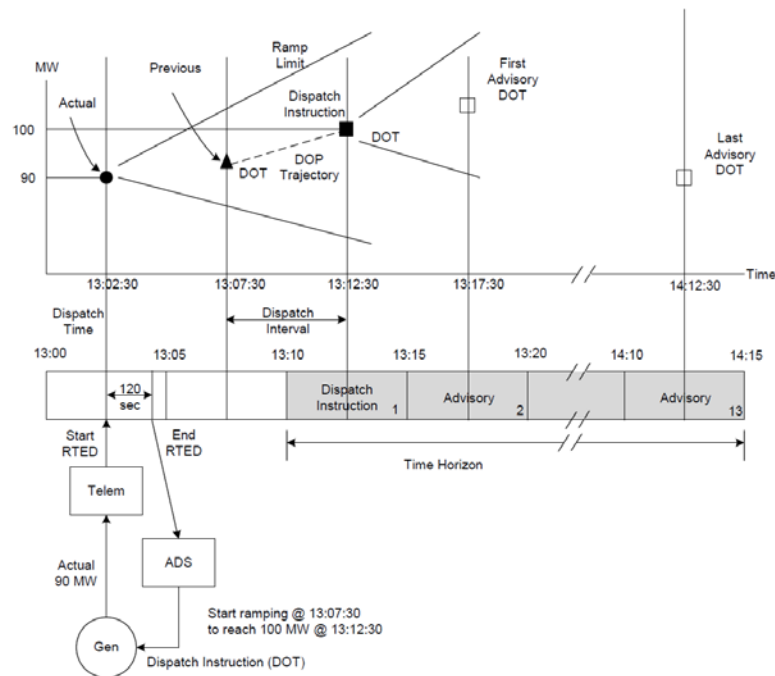 MW
Actual
Previous
Ramp
Limit
Dispatch
Instruction
First
Advisory
DOT
Last
Advisory
DOT
100
90
DOT
DOP
Trajectory
DOT
13:02:30
13:07:30
13:12:30
13:17:30
14:12:30
Time
Dispatch
Time
Dispatch
Interval
13:00
13:05
13:10
13:15
13:20
14:10
14:15
120
sec
Dispatch
Instruction
1
Advisory
2
Advisory
13
Start
RTED
End
RTED
Time Horizon
Telem
ADS
Actual
90 MW
Gen
Start ramping @ 13:07:30
to reach 100 MW @ 13:12:30
Dispatch Instruction (DOT)